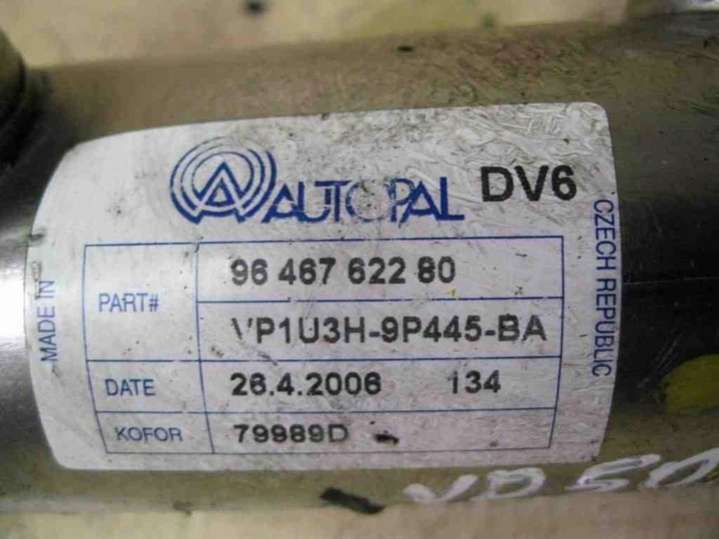 AUTOPAL DV6
PART# 96 467 622 80
VP1U3H-9P445-BA
DATE 26.4.2006 134
KOFOR 79989D
MADE IN
CZECH REPUBLIC